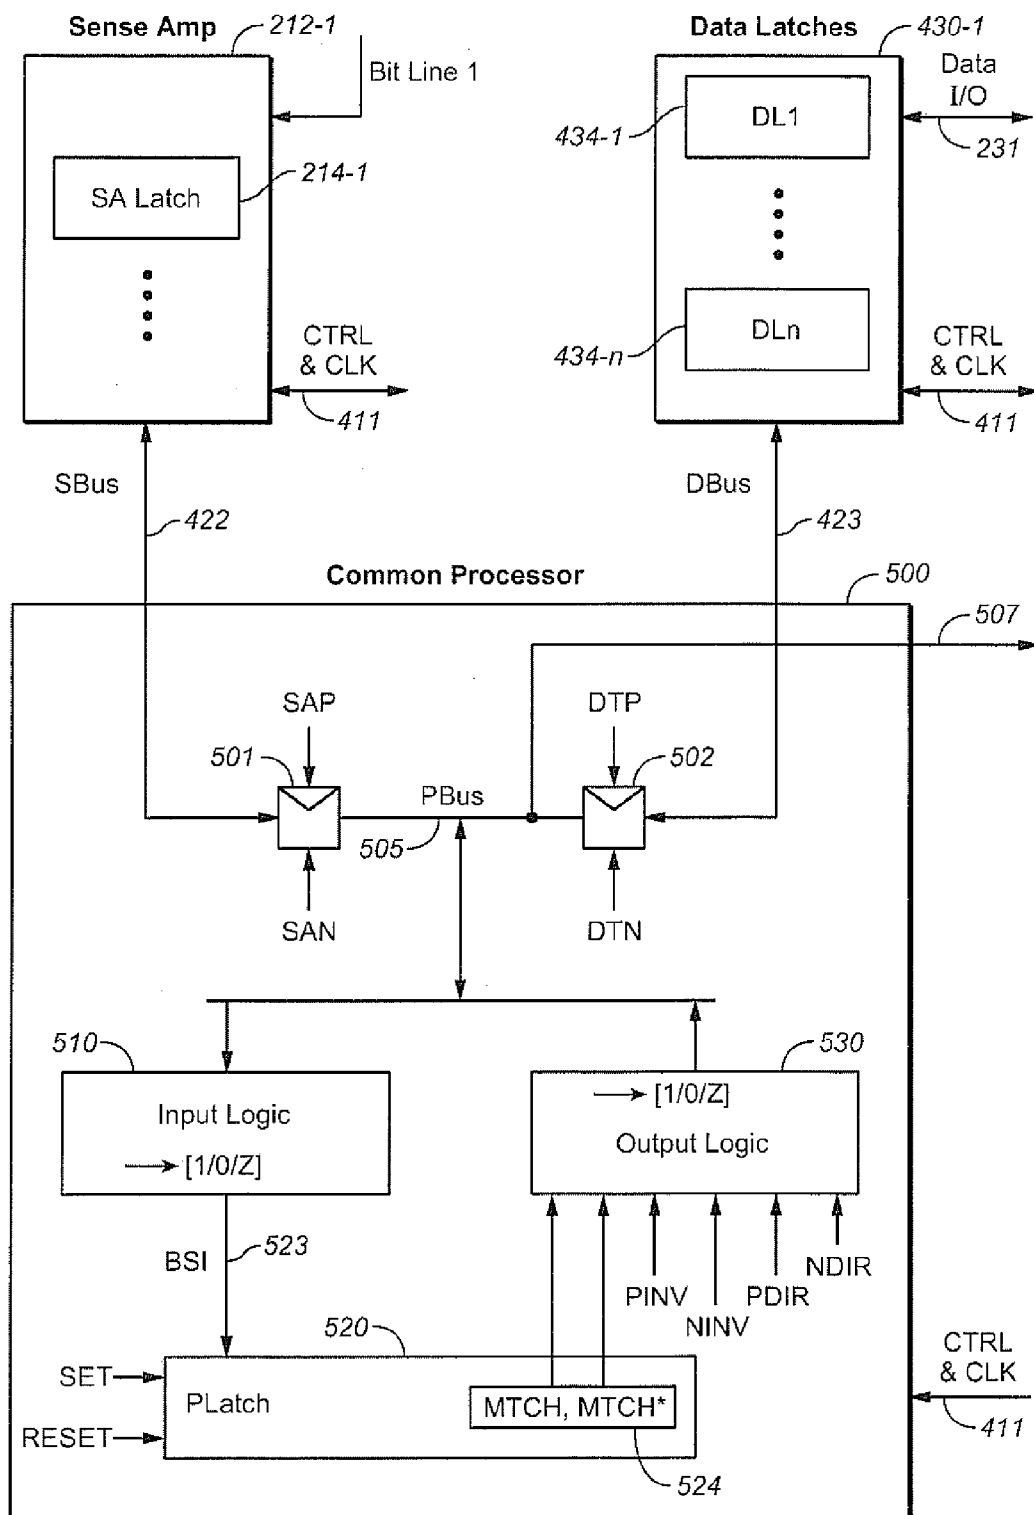 Sense Amp
212-1
Data Latches
430-1
Bit Line 1
Data
I/O
DL1
434-1
231
SA Latch
214-1
DLn
434-n
CTRL
& CLK
411
CTRL
& CLK
411
SBus
DBus
422
423
Common Processor
500
507
SAP
DTP
501
502
PBus
505
SAN
DTN
510
530
Input Logic
[1/0/Z]
[1/0/Z]
Output Logic
BSI
523
PINV
NINV
PDIR
NDIR
520
SET
RESET
PLatch
MTCH, MTCH*
524
CTRL
& CLK
411